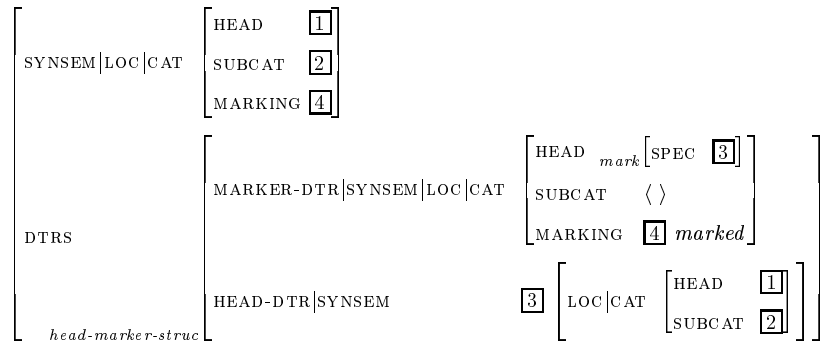 HEAD 1
SYNSEM|LOC|CAT SUBCAT 2
MARKING 4
HEAD mark[SPEC 3]
MARKER-DTR|SYNSEM|LOC|CAT SUBCAT ⟨ ⟩
MARKING 4 marked
DTRS
HEAD-DTR|SYNSEM 3 LOC|CAT HEAD 1
SUBCAT 2
head-marker-struc